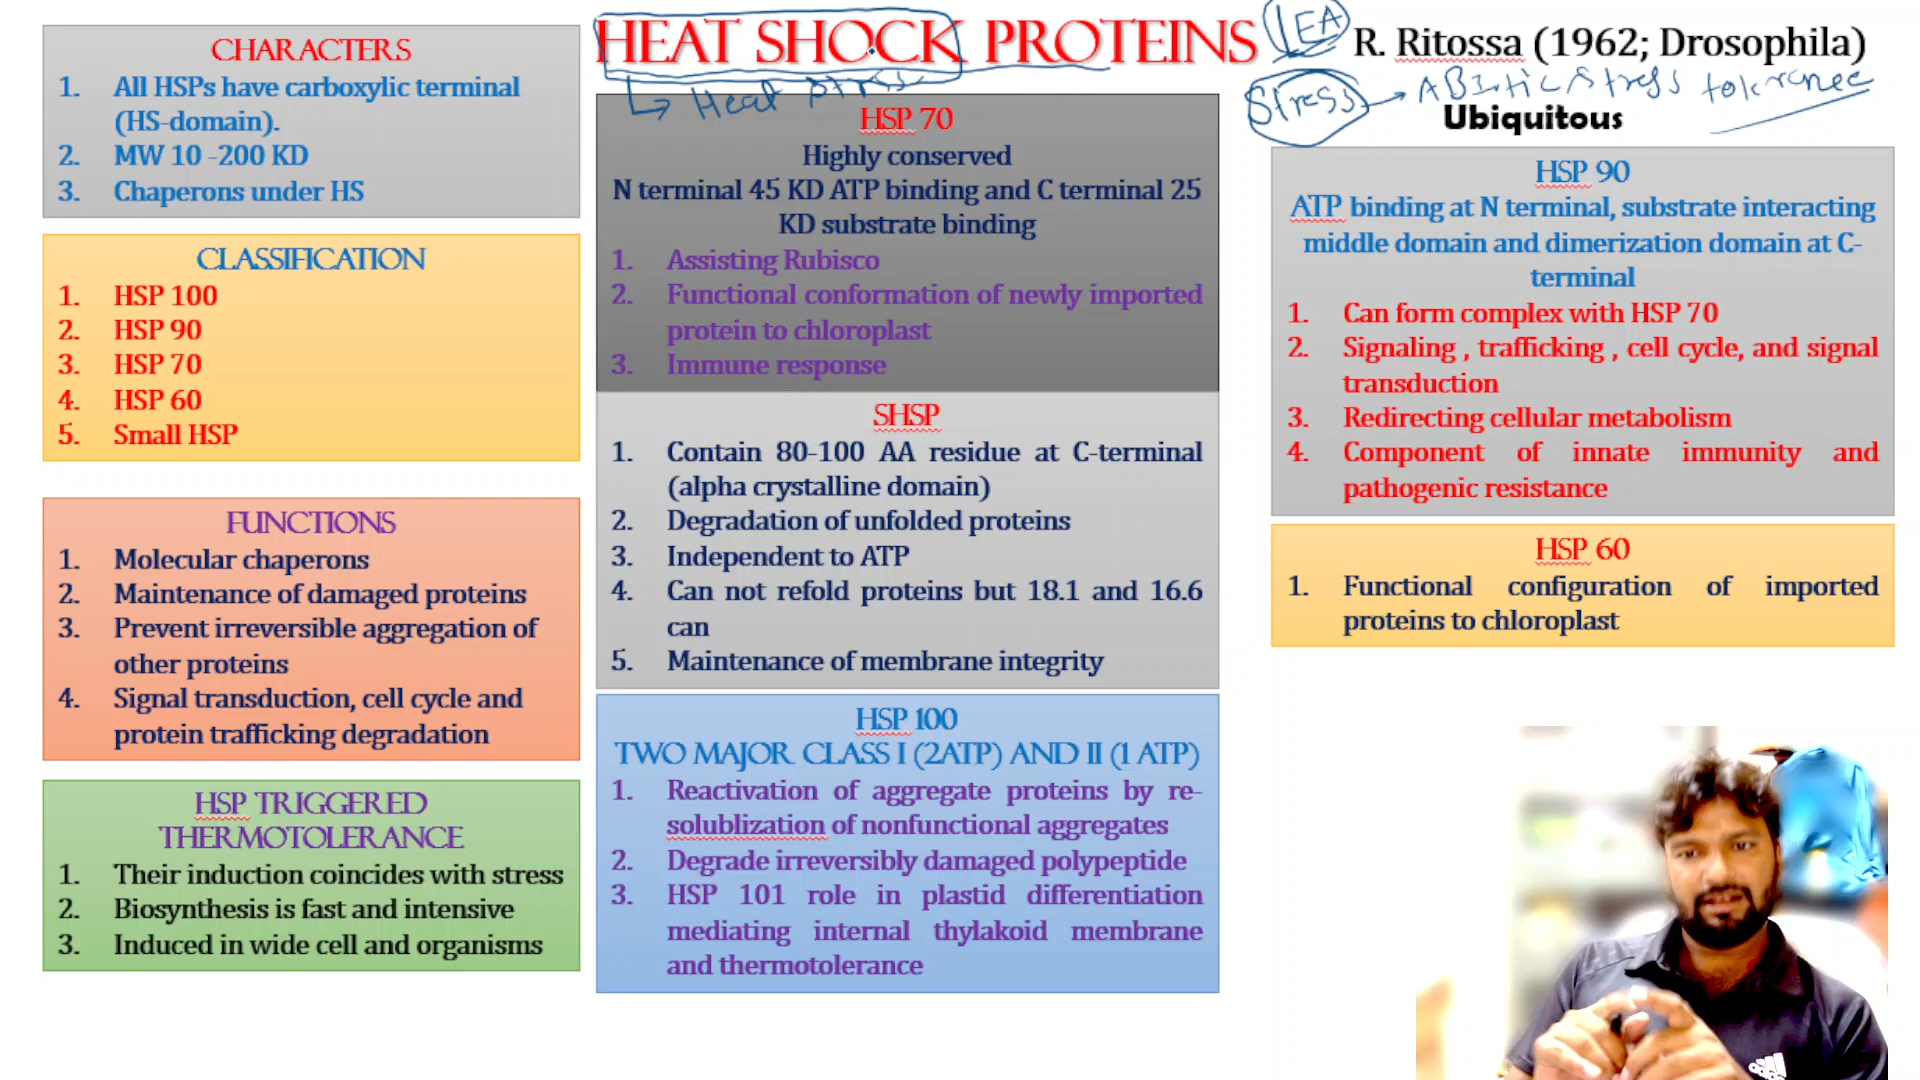 CHARACTERS
1. All HSPs have carboxylic terminal
(HS-domain).
2. MW 10 -200 KD
3. Chaperons under HS
CLASSIFICATION
1. HSP 100
2. HSP 90
3. HSP 70
4. HSP 60
5. Small HSP
FUNCTIONS
1. Molecular chaperons
2. Maintenance of damaged proteins
3. Prevent irreversible aggregation of
other proteins
4. Signal transduction, cell cycle and
protein trafficking degradation
HSP TRIGGERED
THERMOTOLERANCE
1. Their induction coincides with stress
2. Biosynthesis is fast and intensive
3. Induced in wide cell and organisms
HEAT SHOCK PROTEINS
Heat stress
HSP 70
Highly conserved
N terminal 45 KD ATP binding and C terminal 25
KD substrate binding
1. Assisting Rubisco
2. Functional conformation of newly imported
protein to chloroplast
3. Immune response
SHSP
1. Contain 80-100 AA residue at C-terminal
(alpha crystalline domain)
2. Degradation of unfolded proteins
3. Independent to ATP
4. Can not refold proteins but 18.1 and 16.6
can
5. Maintenance of membrane integrity
HSP 100
TWO MAJOR CLASS I (2ATP) AND II (1 ATP)
1. Reactivation of aggregate proteins by re-
solublization of nonfunctional aggregates
2. Degrade irreversibly damaged polypeptide
3. HSP 101 role in plastid differentiation
mediating internal thylakoid membrane
and thermotolerance
LEA
R. Ritossa (1962; Drosophila)
Stress → ABiotic Stress tolerance
Ubiquitous
HSP 90
ATP binding at N terminal, substrate interacting
middle domain and dimerization domain at C-
terminal
1. Can form complex with HSP 70
2. Signaling , trafficking , cell cycle, and signal
transduction
3. Redirecting cellular metabolism
4. Component of innate immunity and
pathogenic resistance
HSP 60
1. Functional configuration of imported
proteins to chloroplast